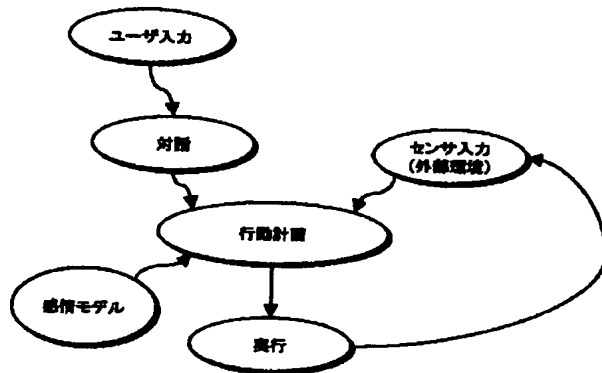 ユーザ入力
対話
センサ入力
(外部環境)
行動計画
感情モデル
実行